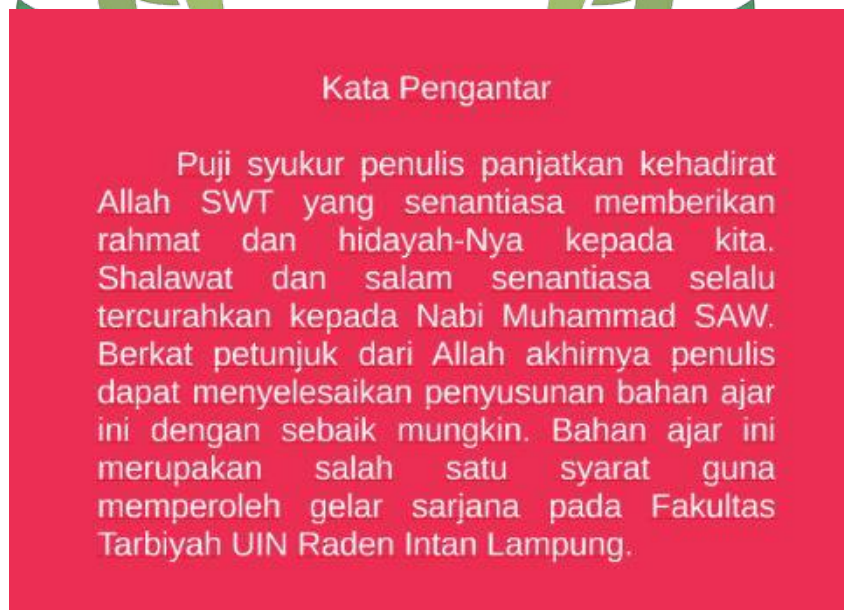 Kata Pengantar
Puji syukur penulis panjatkan kehadirat
Allah SWT yang senantiasa memberikan
rahmat dan hidayah-Nya kepada kita.
Shalawat dan salam senantiasa selalu
tercurahkan kepada Nabi Muhammad SAW.
Berkat petunjuk dari Allah akhirnya penulis
dapat menyelesaikan penyusunan bahan ajar
ini dengan sebaik mungkin. Bahan ajar ini
merupakan salah satu syarat guna
memperoleh gelar sarjana pada Fakultas
Tarbiyah UIN Raden Intan Lampung.